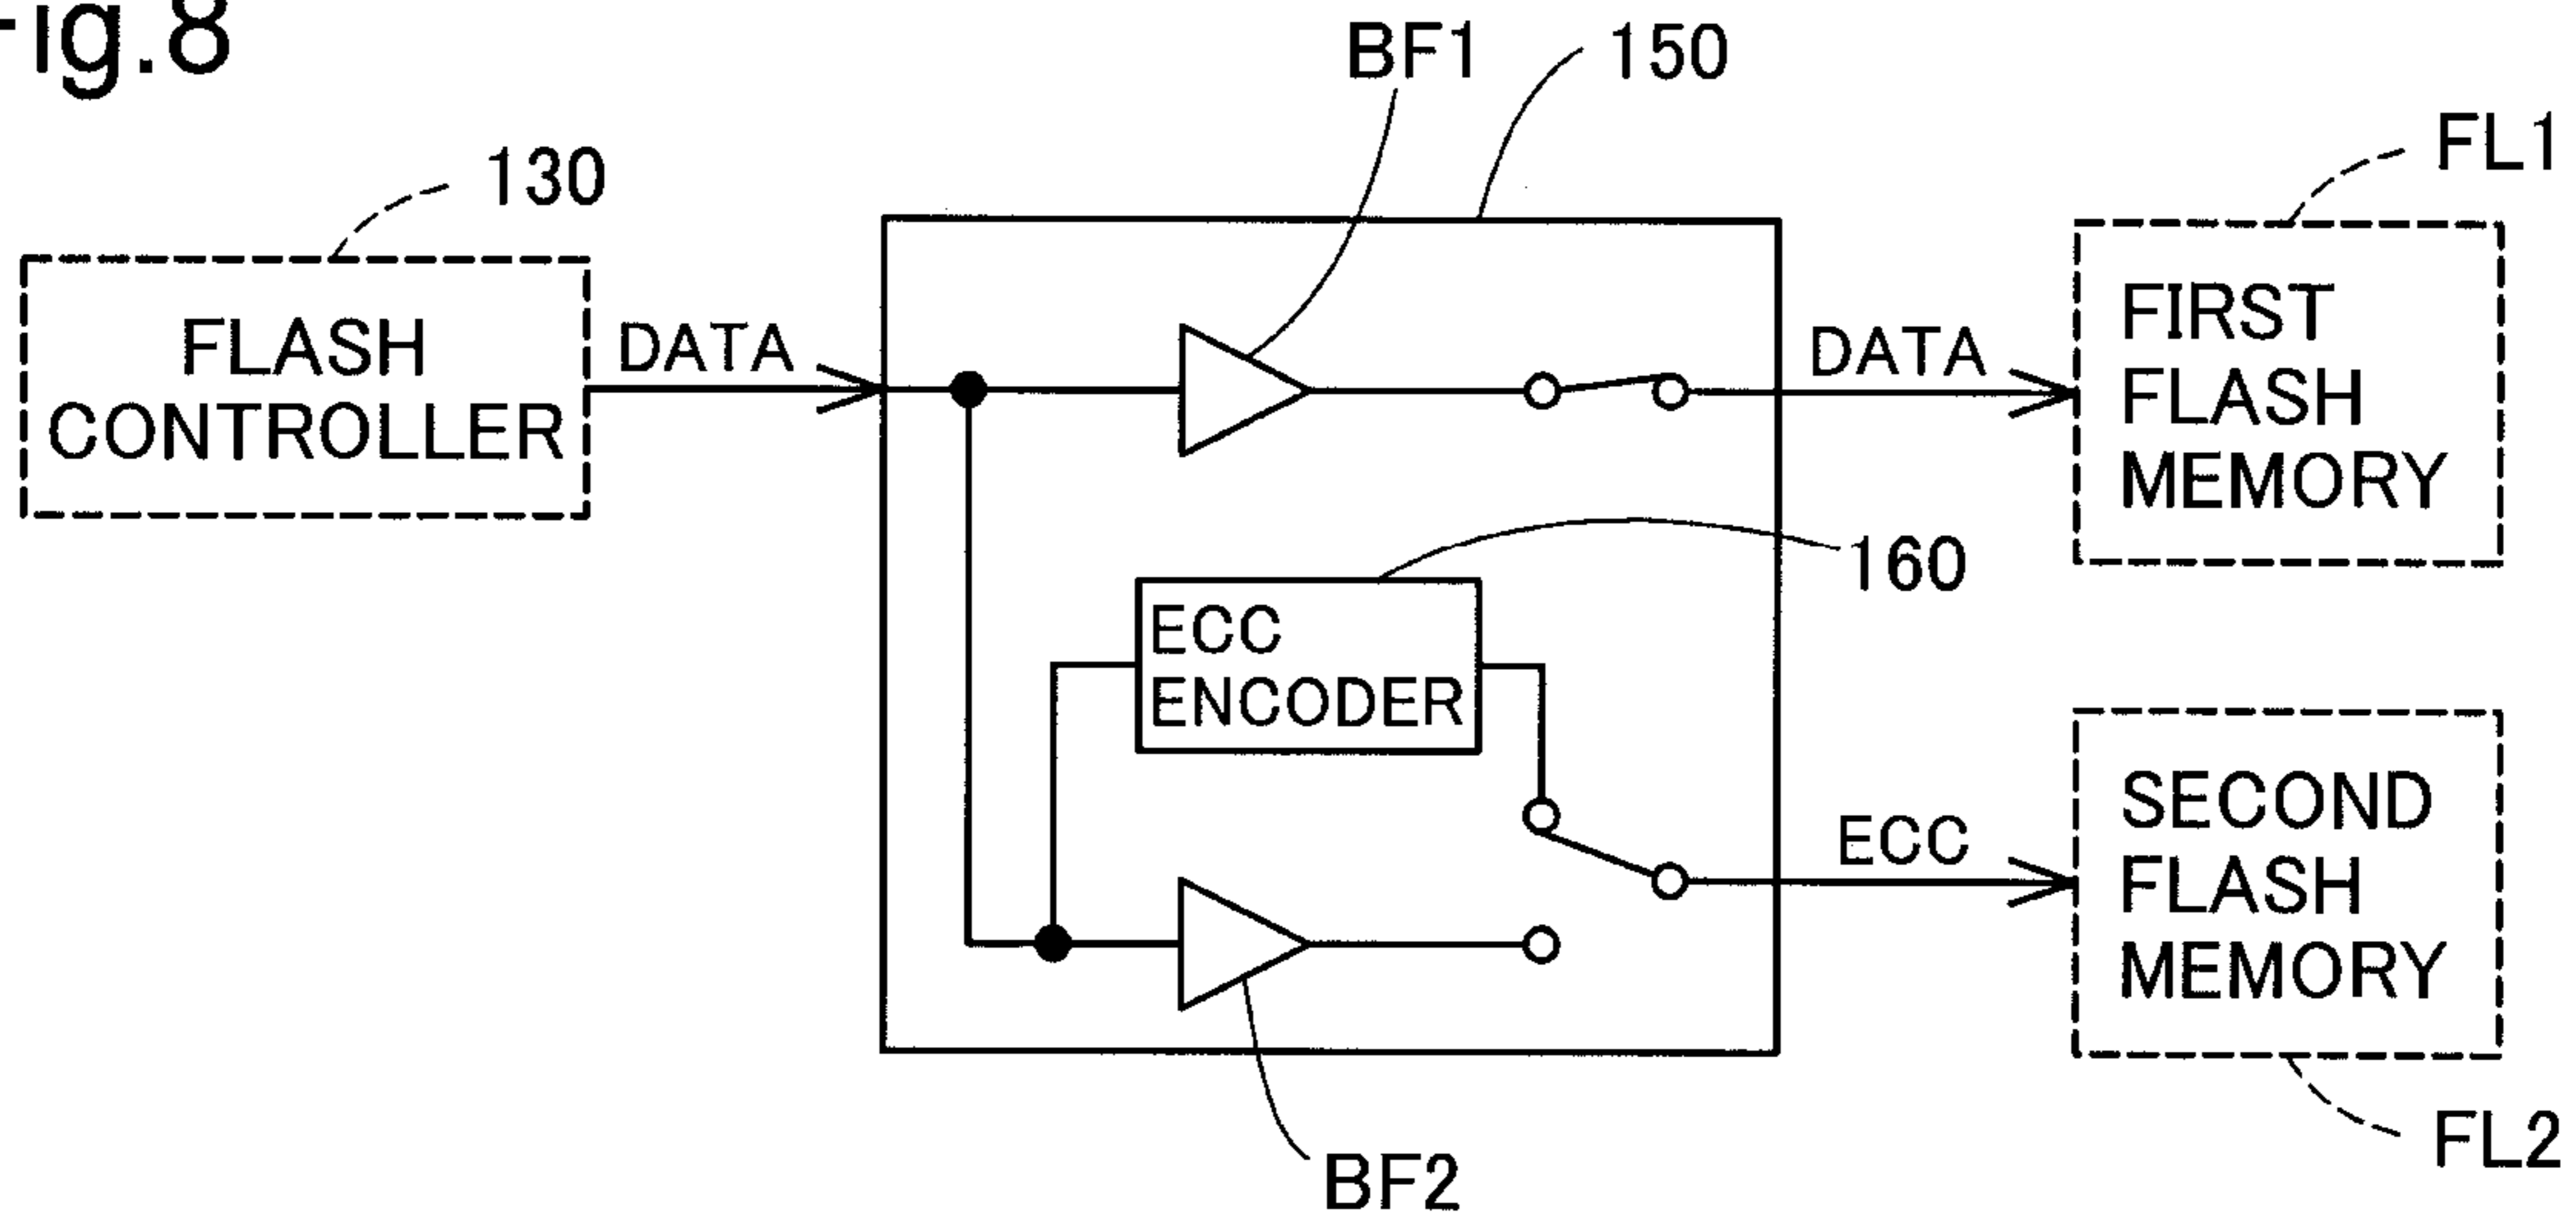 Fig.8
BF1
150
130
FL1
FLASH
CONTROLLER
DATA
DATA
FIRST
FLASH
MEMORY
160
ECC
ENCODER
ECC
SECOND
FLASH
MEMORY
BF2
FL2